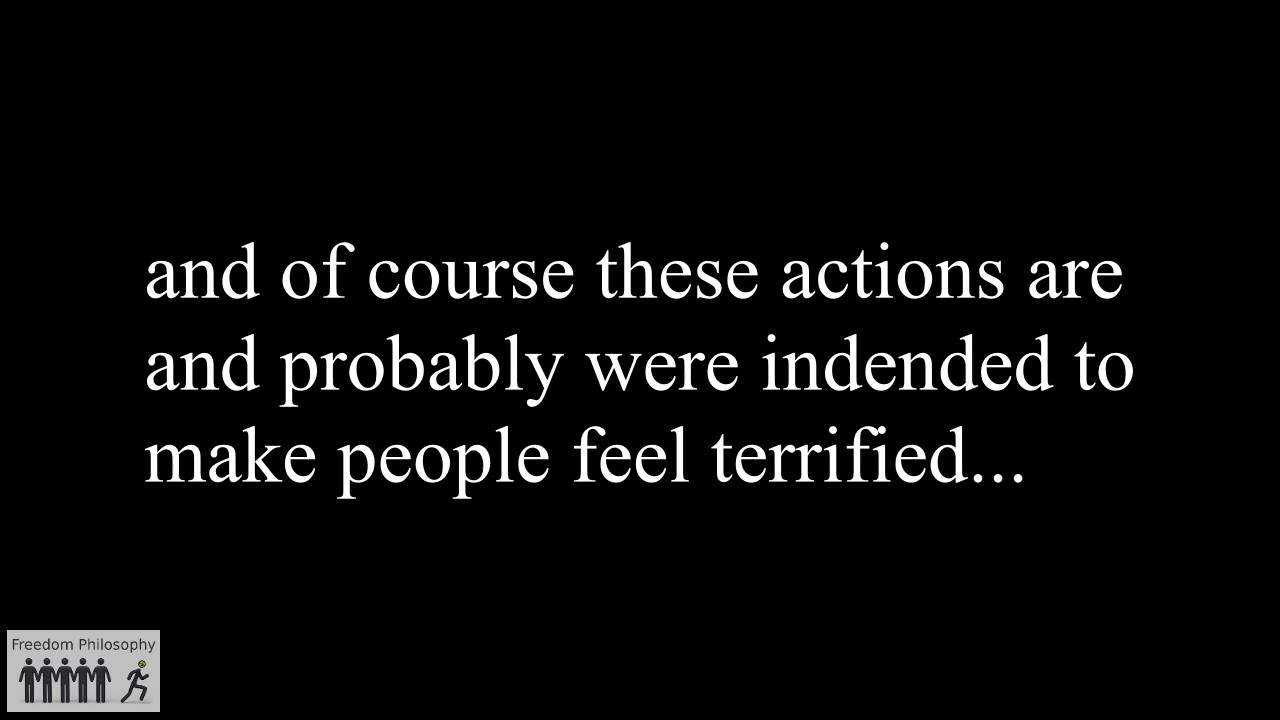 and of course these actions are
and probably were indended to
make people feel terrified...
Freedom Philosophy